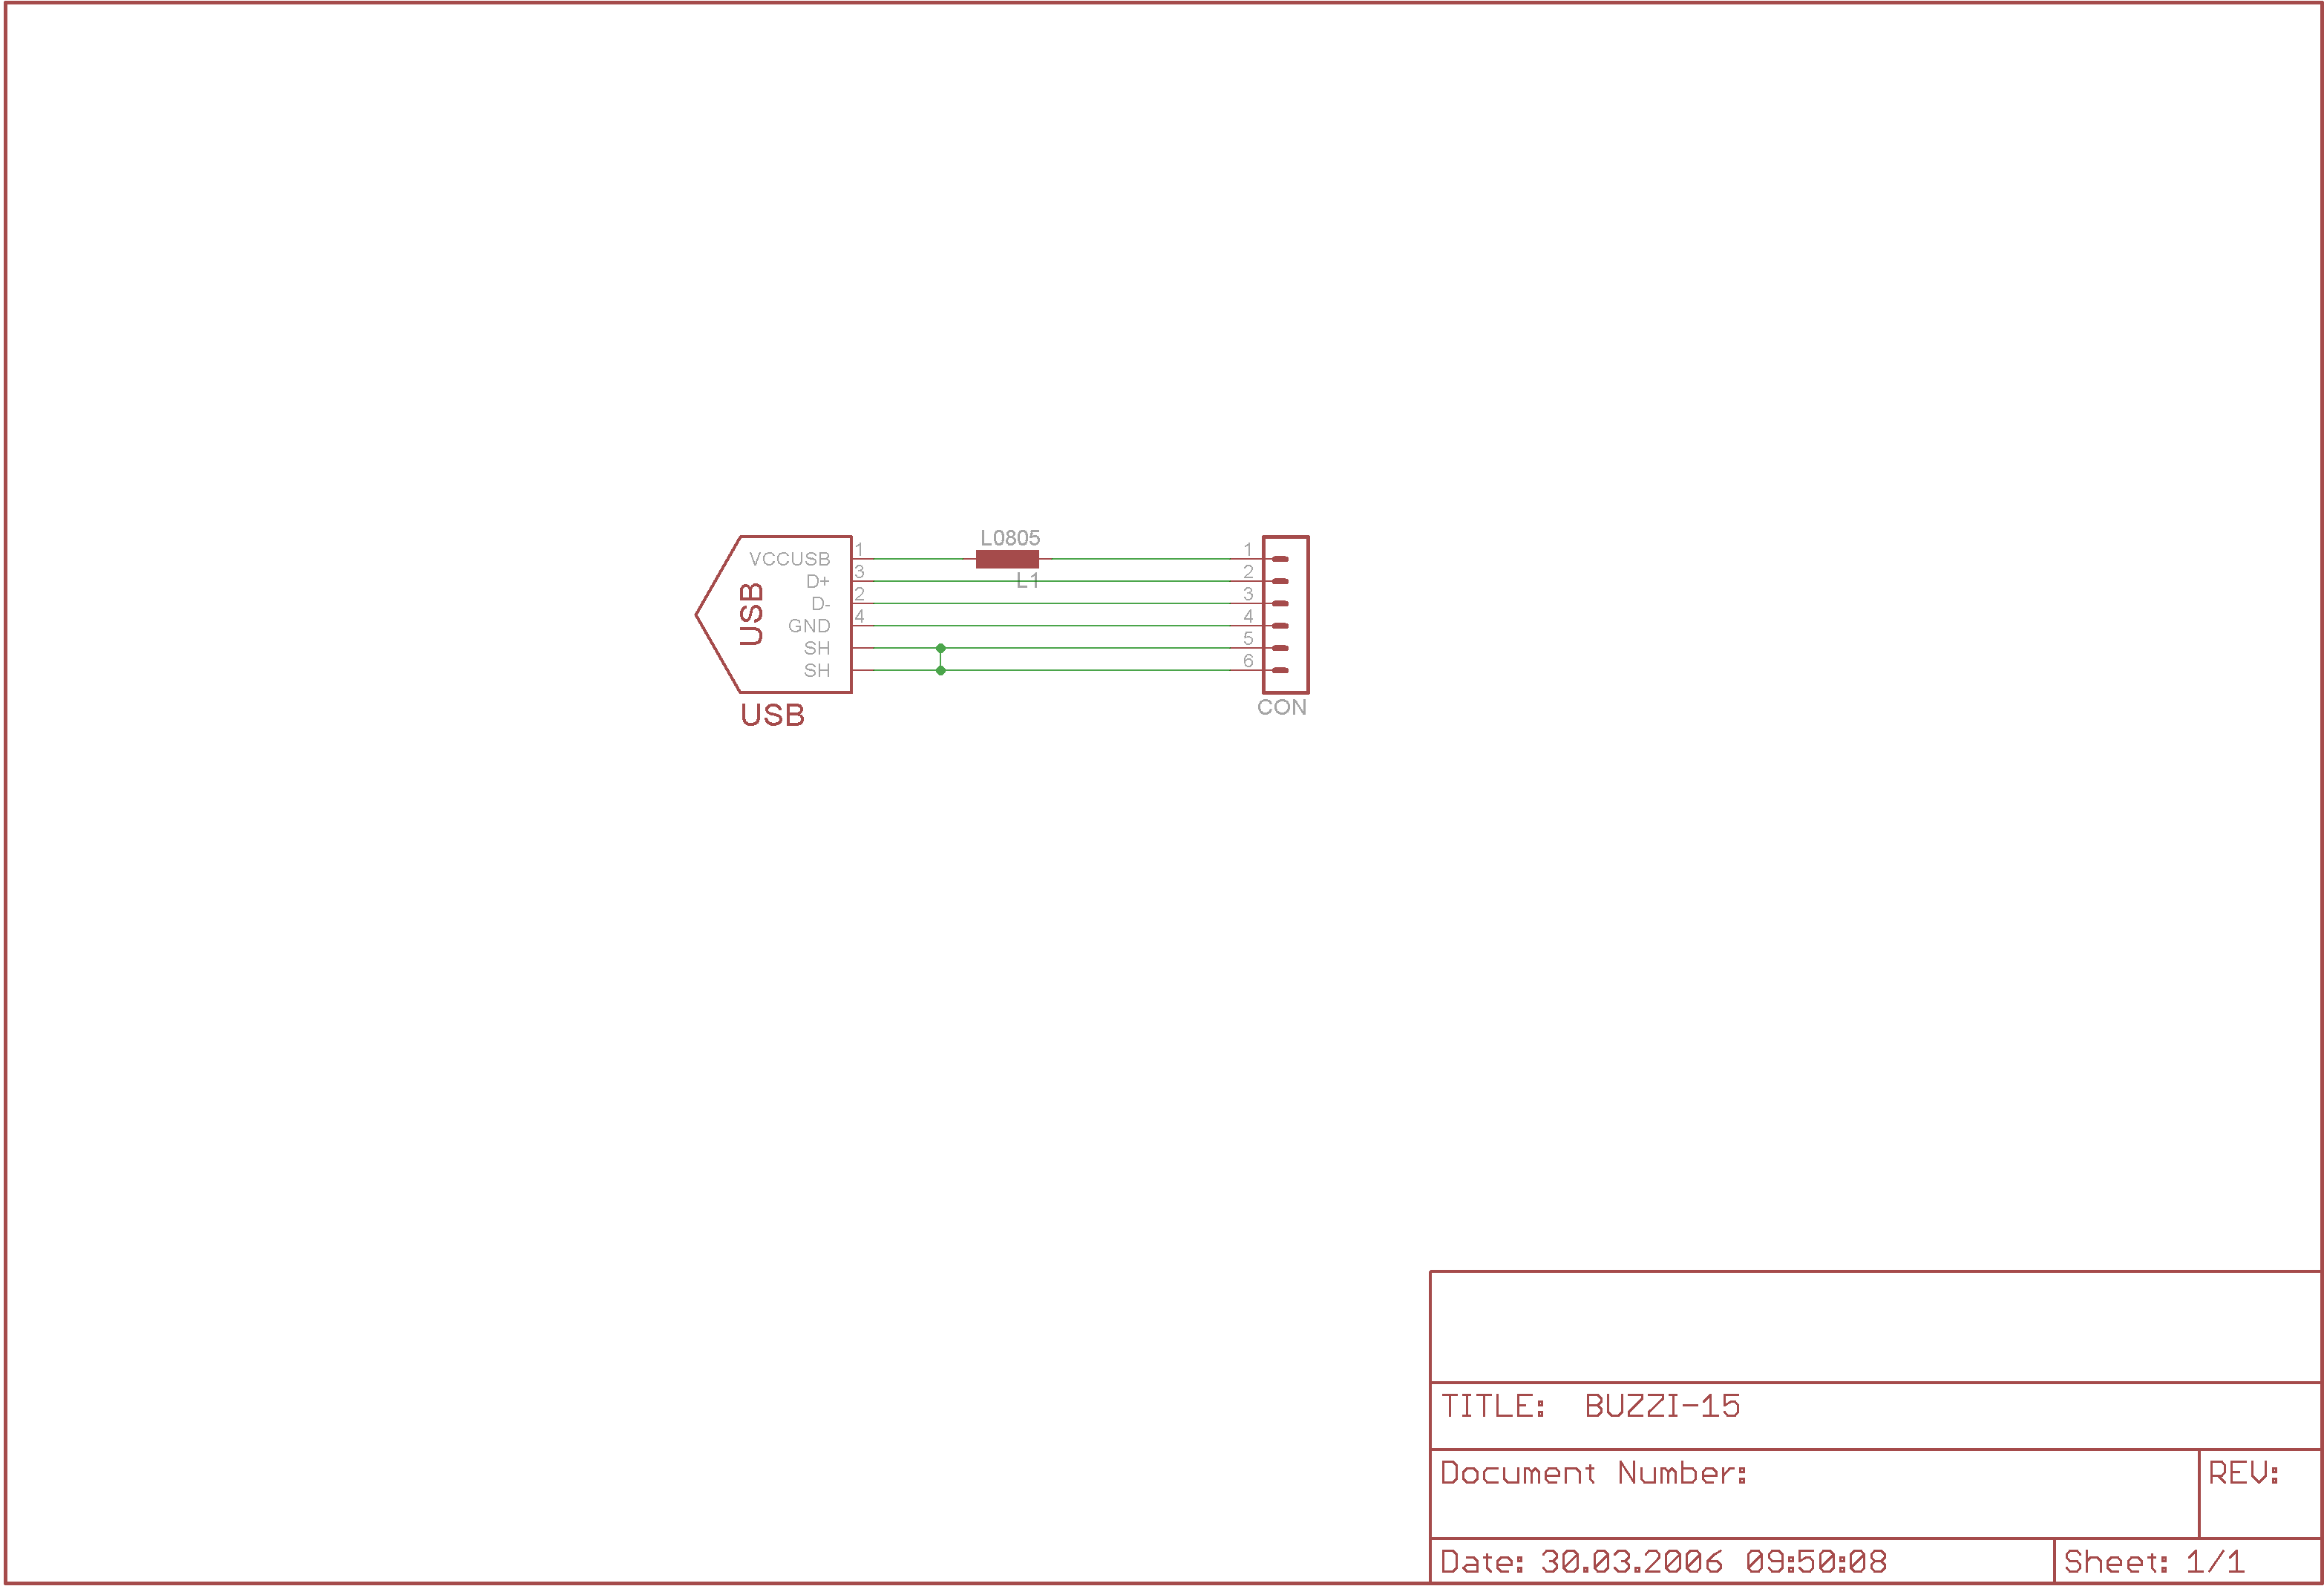 L0805
VCCUSB 1 1
D+ 3 L1 2
D- 2 3
GND 4 4
SH 5
SH 6
USB
USB
CON
TITLE: BUZZI-15
Document Number:
REV:
Date: 30.03.2006 09:50:08
Sheet: 1/1